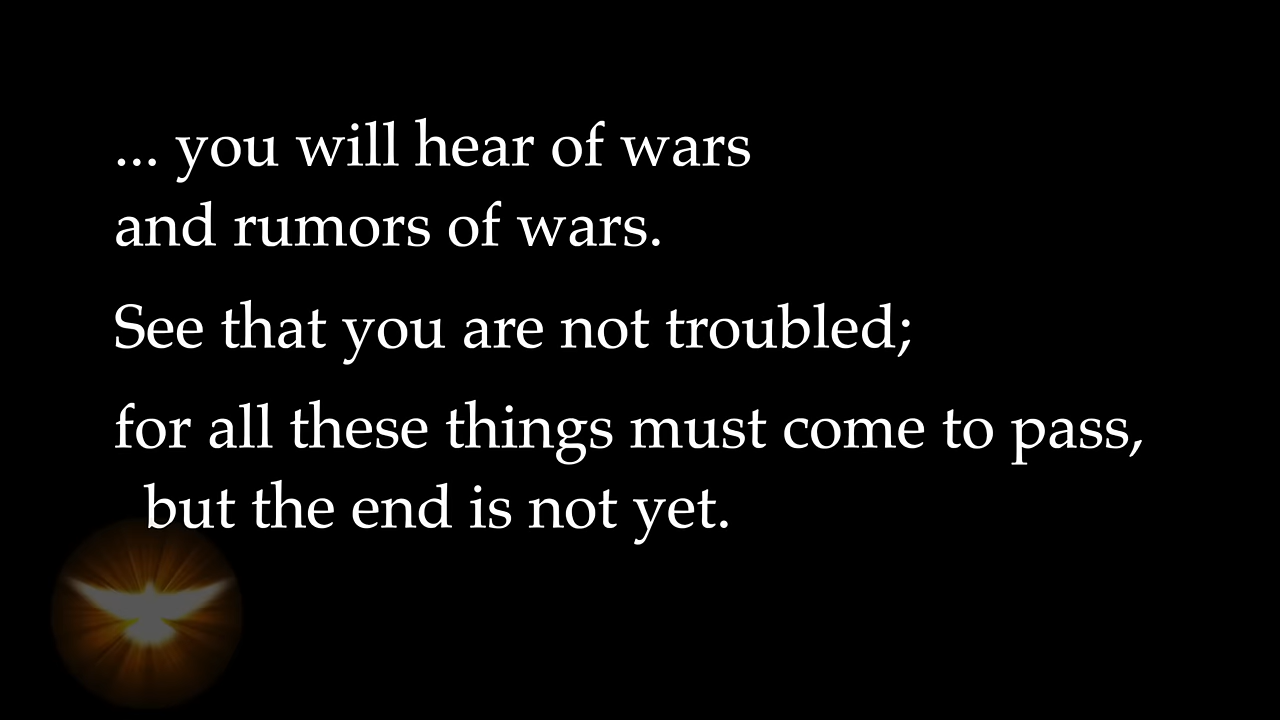 ... you will hear of wars
and rumors of wars.
See that you are not troubled;
for all these things must come to pass,
but the end is not yet.